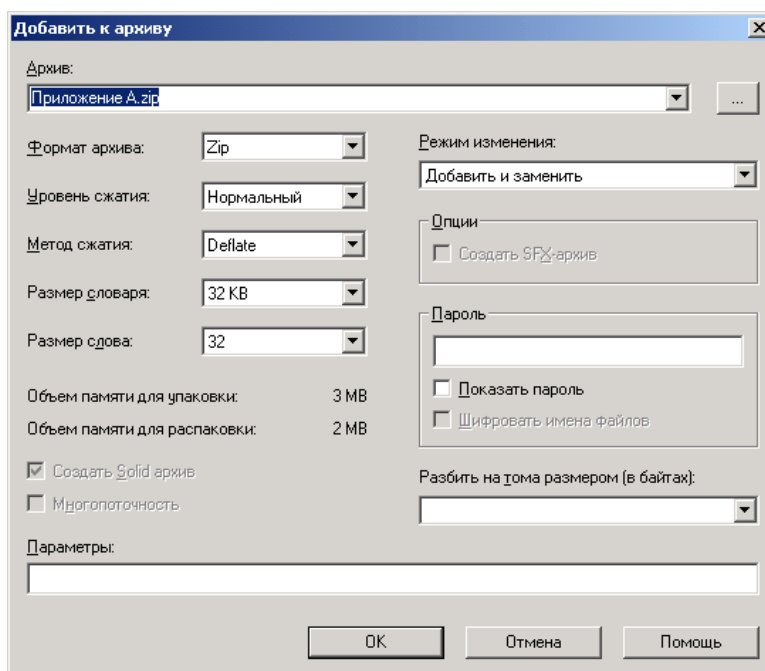 Добавить к архиву
Архив:
Приложение A.zip
...
Формат архива:
Zip
Уровень сжатия:
Нормальный
Метод сжатия:
Deflate
Размер словаря:
32 KB
Размер слова:
32
Объем памяти для упаковки:
3 MB
Объем памяти для распаковки:
2 MB
Создать Solid архив
Многопоточность
Режим изменения:
Добавить и заменить
Опции
Создать SFX-архив
Пароль
Показать пароль
Шифровать имена файлов
Разбить на тома размером (в байтах):
Параметры:
OK
Отмена
Помощь